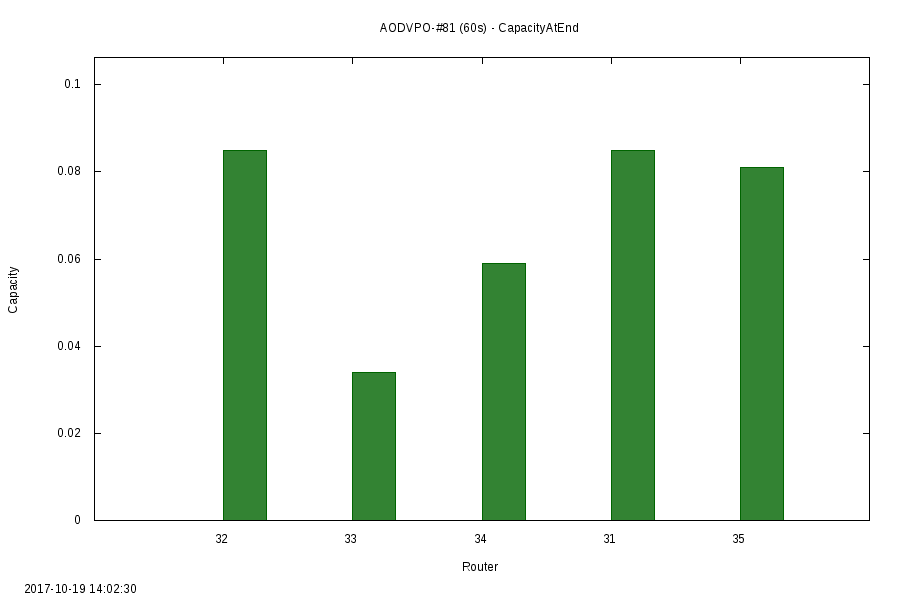 AODVPO-#81 (60s) - CapacityAtEnd
0.1
0.08
0.06
0.04
0.02
0
Capacity
32 33 34 31 35
Router
2017-10-19 14:02:30